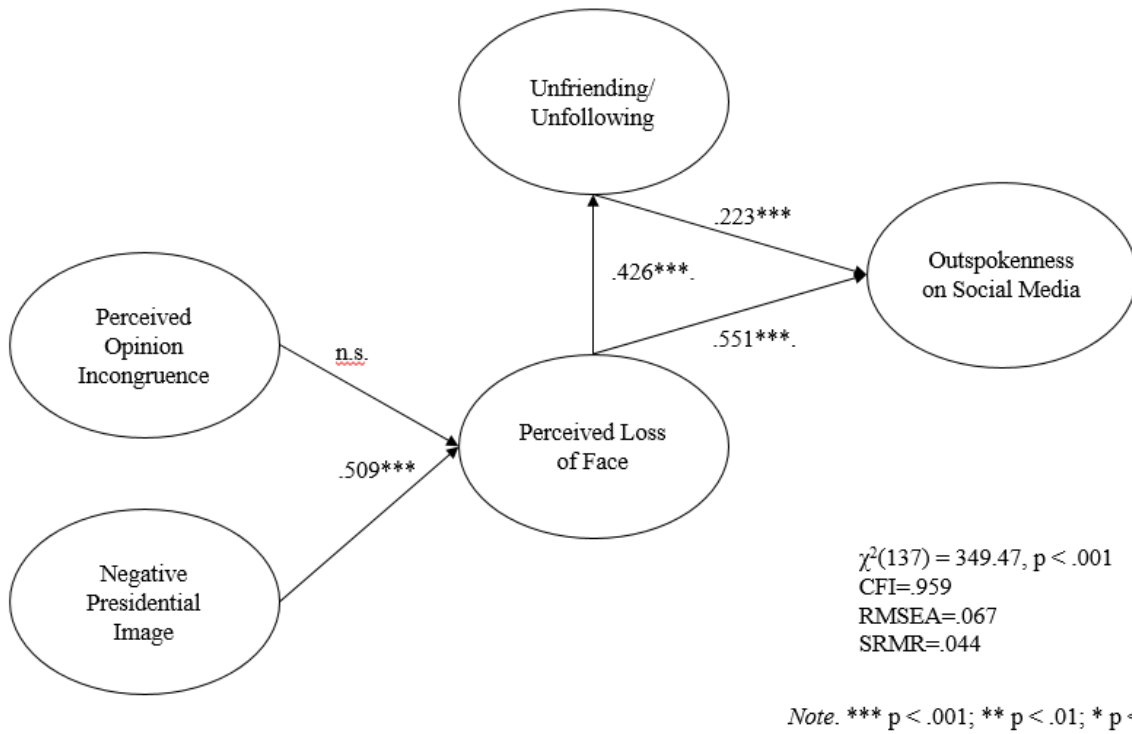 Unfriending/
Unfollowing
.223***
.426***.
Outspokenness
on Social Media
.551***.
Perceived
Opinion
Incongruence
n.s.
Perceived Loss
of Face
.509***
Negative
Presidential
Image
χ²(137) = 349.47, p < .001
CFI=.959
RMSEA=.067
SRMR=.044
Note. *** p < .001; ** p < .01; * p <